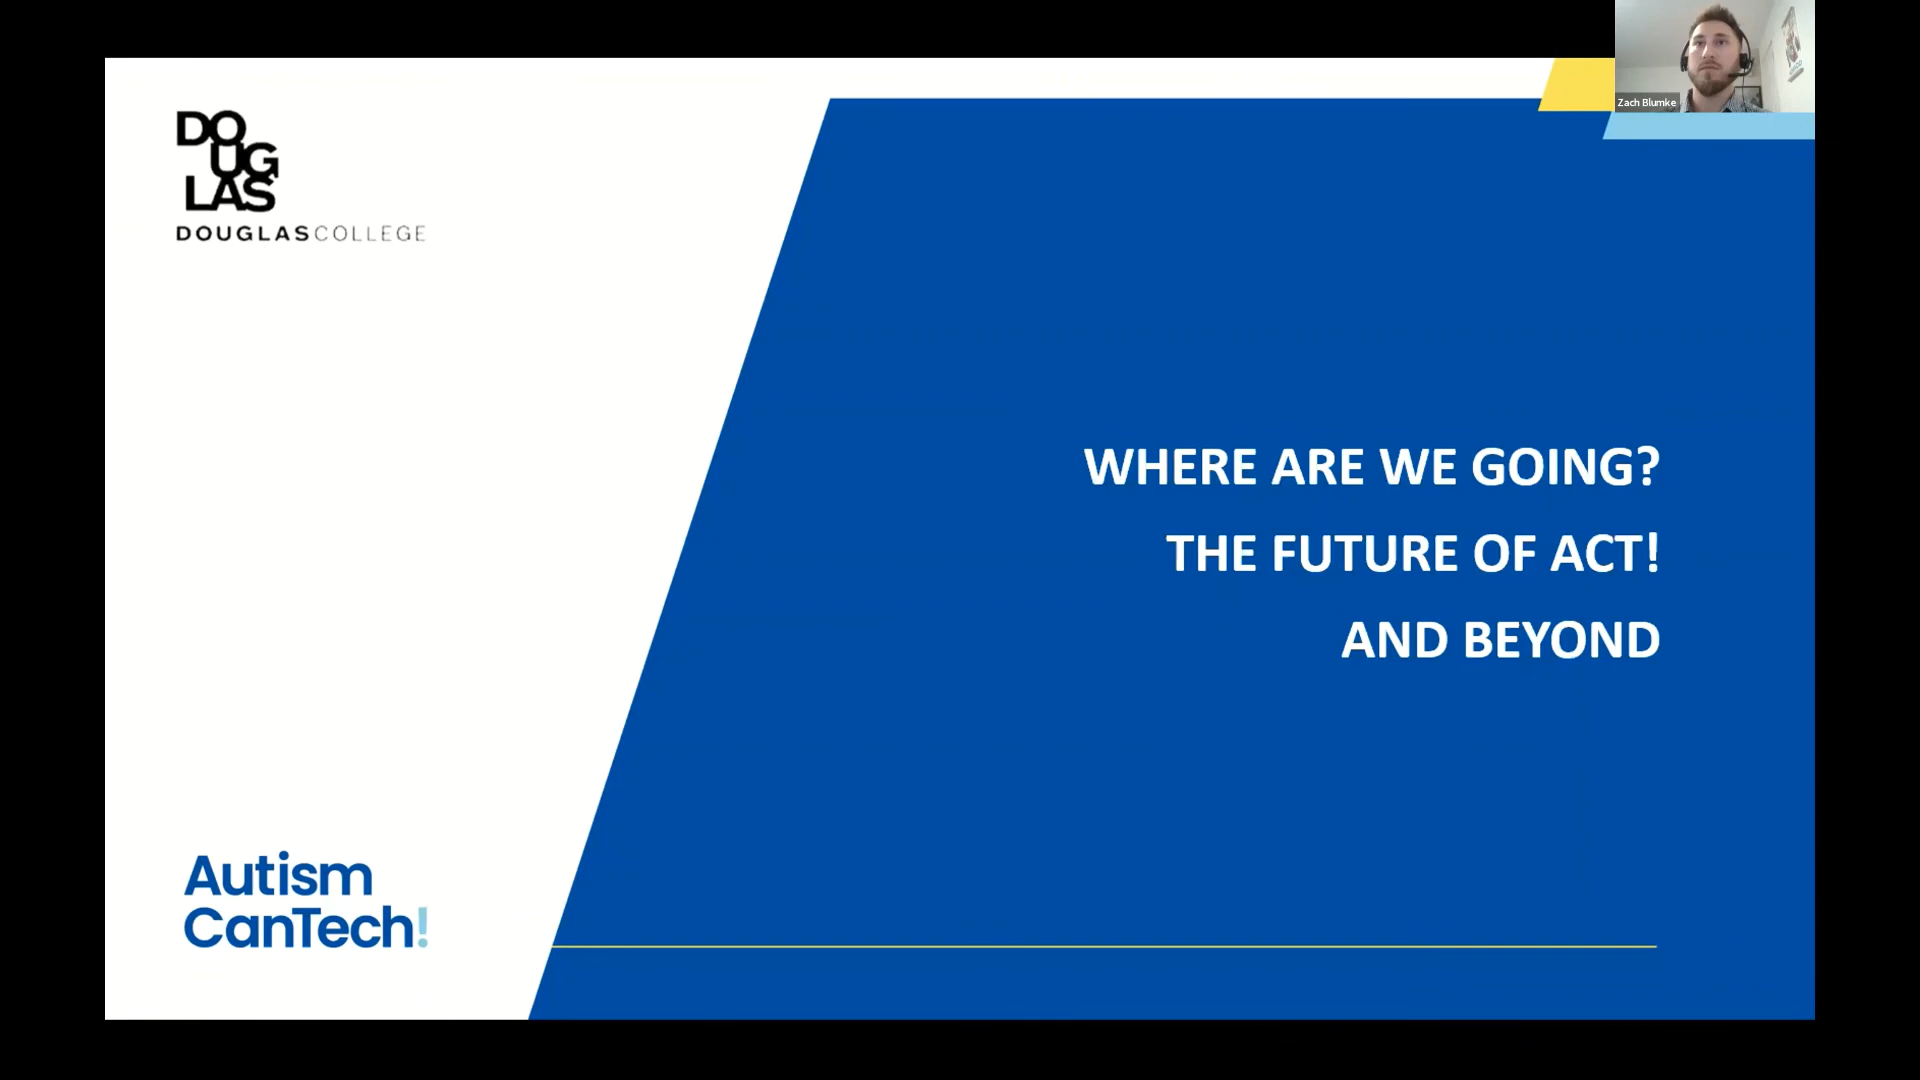 DO
UG
LAS
DOUGLASCOLLEGE
Zach Blumke
WHERE ARE WE GOING?
THE FUTURE OF ACT!
AND BEYOND
Autism
CanTech!